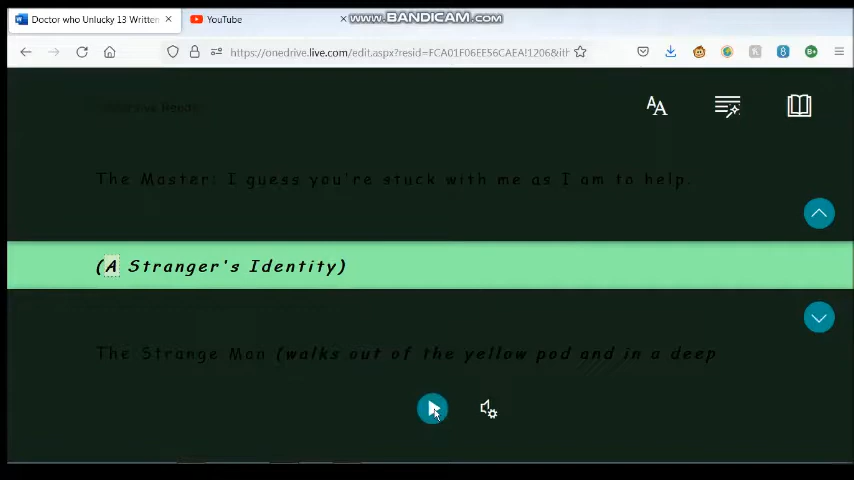 Doctor who Unlucky 13 Written
YouTube
www.BANDICAM.com
https://onedrive.live.com/edit.aspx?resid=FCA01F06EE56CAEA!1206&ith
The Master: I guess you're stuck with me as I am to help.
(A Stranger's Identity)
The Strange Man (walks out of the yellow pod and in a deep